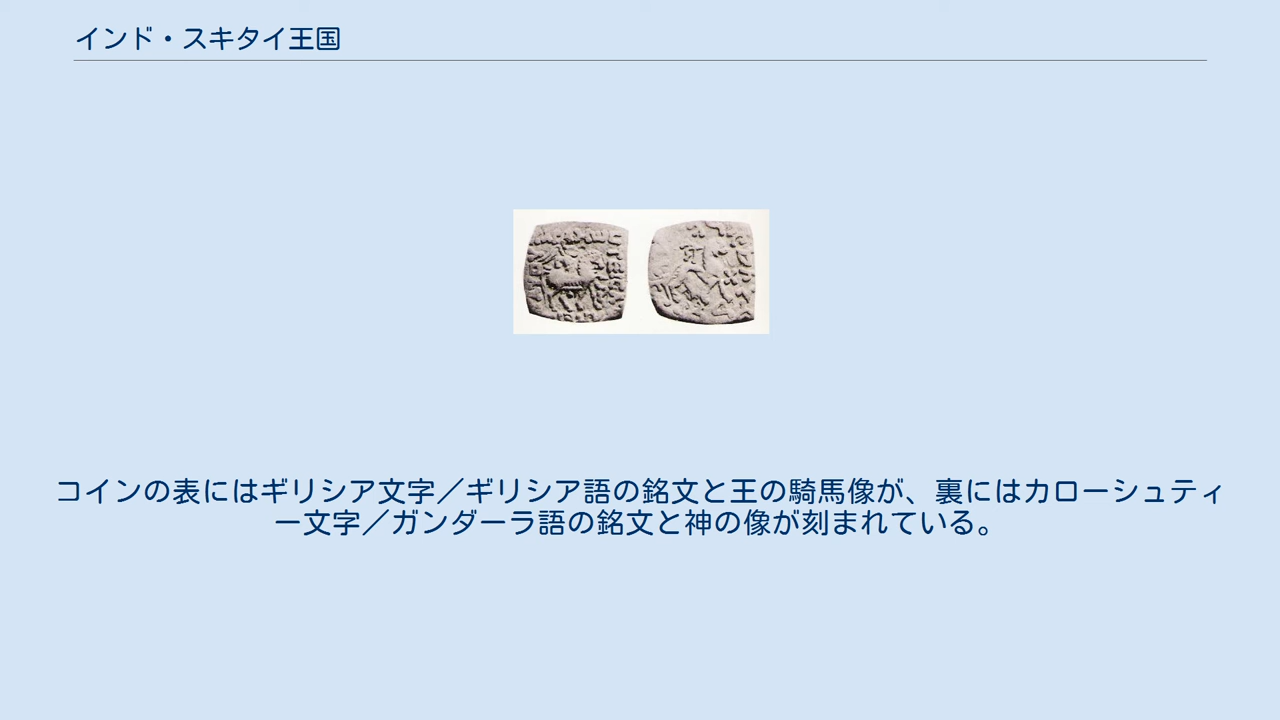 インド・スキタイ王国
コインの表にはギリシア文字／ギリシア語の銘文と王の騎馬像が、裏にはカローシュティ
ー文字／ガンダーラ語の銘文と神の像が刻まれている。